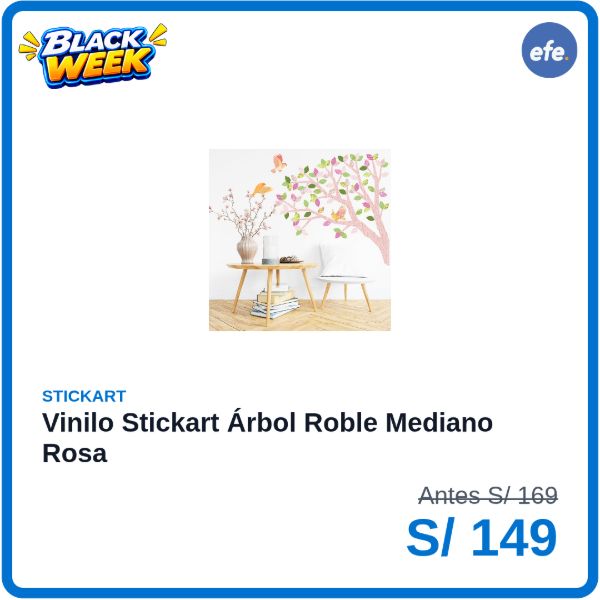 BLACK
WEEK
efe.
STICKART
Vinilo Stickart Árbol Roble Mediano
Rosa
Antes S/ 169
S/ 149